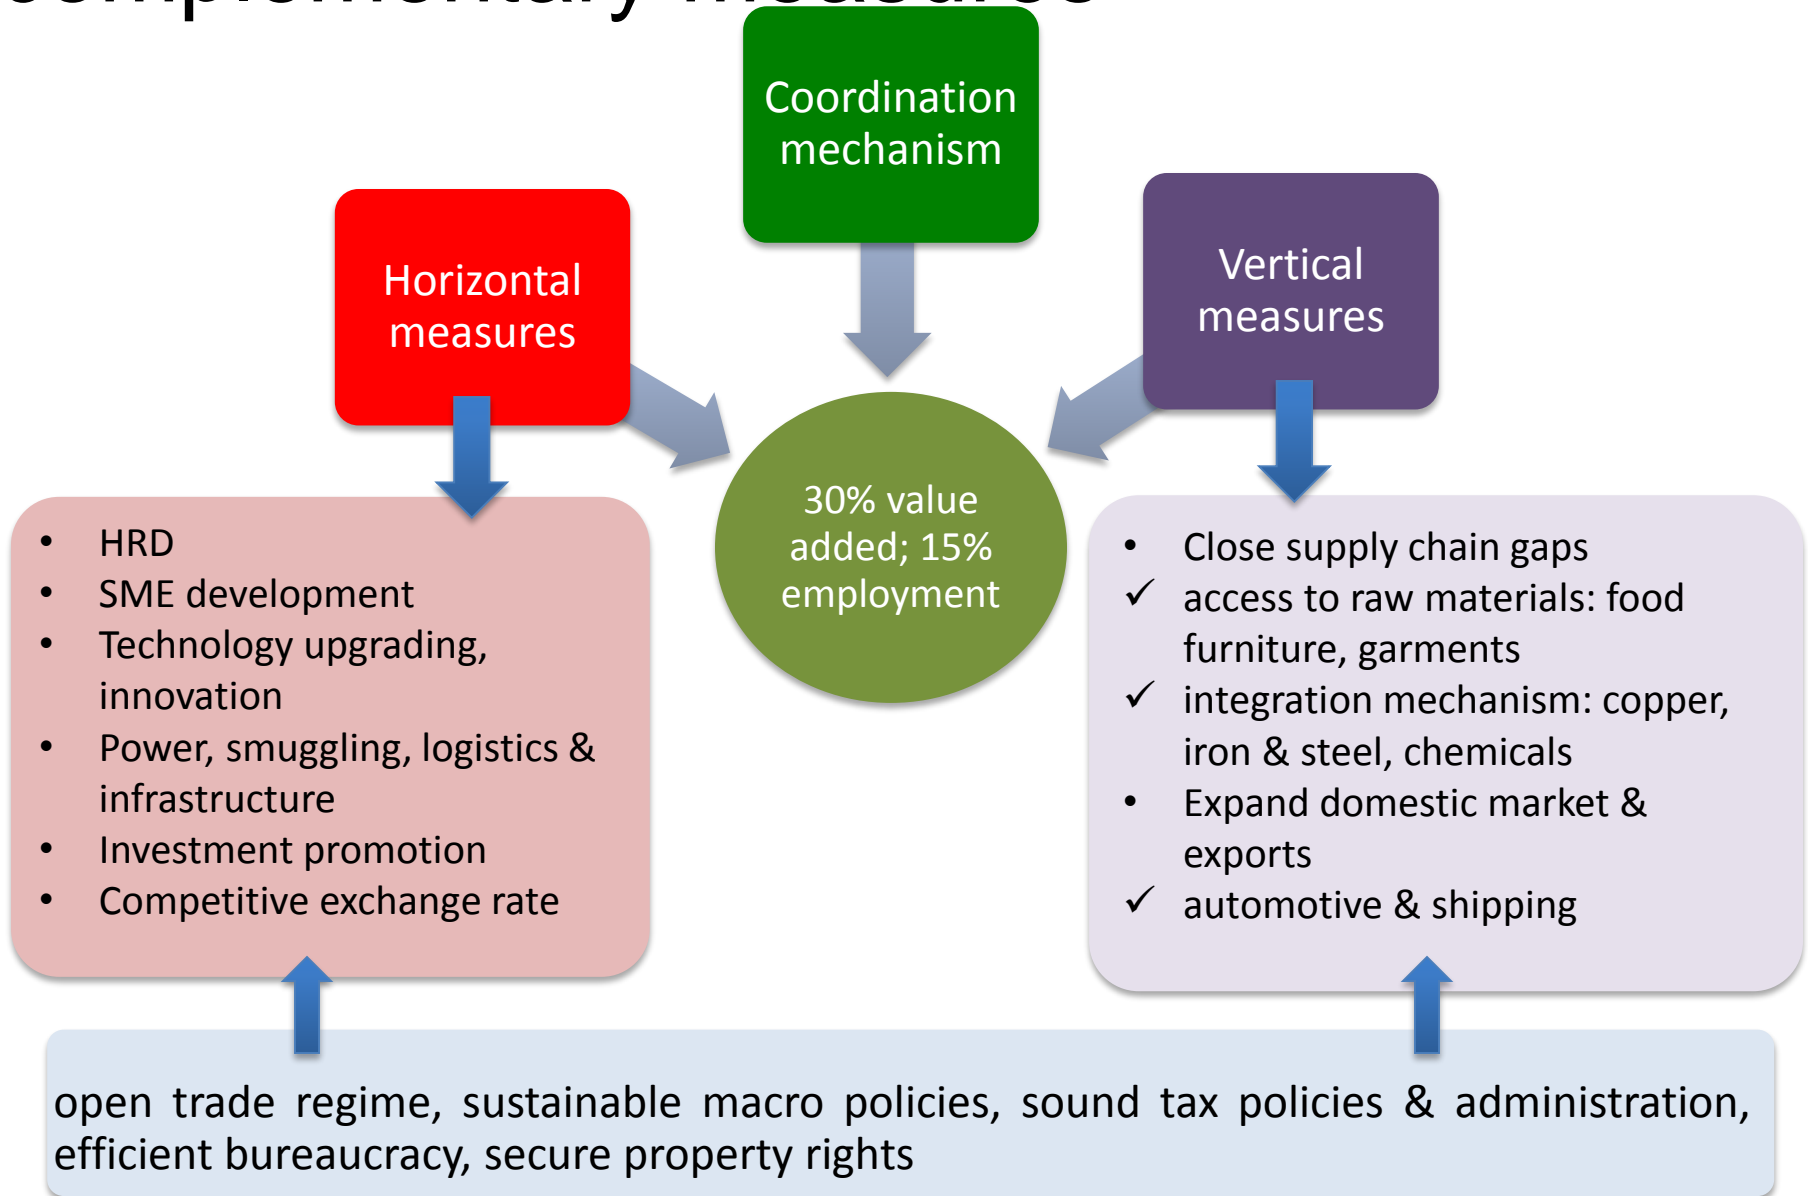 complementary measures
Coordination
mechanism
Horizontal
measures
Vertical
measures
30% value
added; 15%
employment
• HRD
• SME development
• Technology upgrading,
innovation
• Power, smuggling, logistics &
infrastructure
• Investment promotion
• Competitive exchange rate
• Close supply chain gaps
✓ access to raw materials: food
furniture, garments
✓ integration mechanism: copper,
iron & steel, chemicals
• Expand domestic market &
exports
✓ automotive & shipping
open trade regime, sustainable macro policies, sound tax policies & administration,
efficient bureaucracy, secure property rights